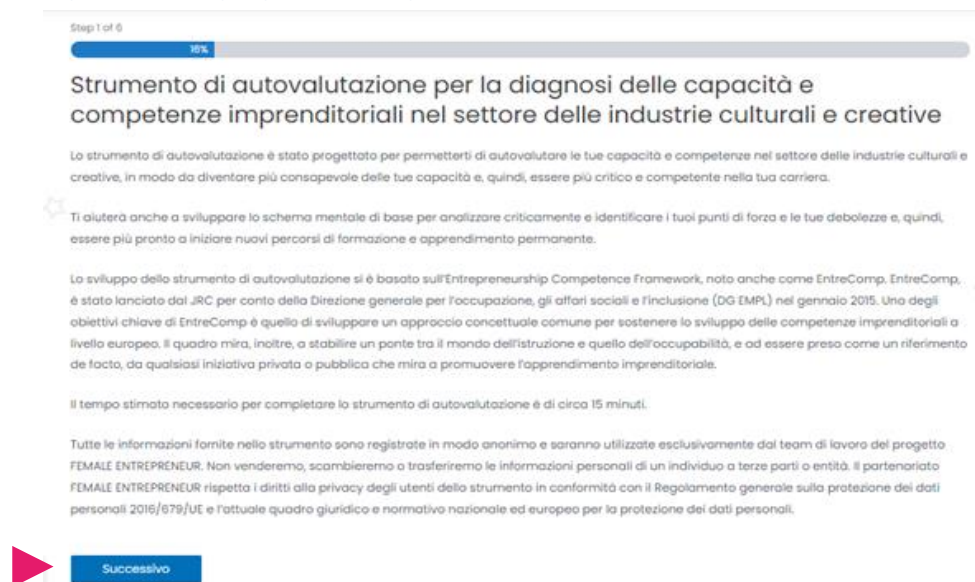 Step 1 of 6
16%
Strumento di autovalutazione per la diagnosi delle capacità e
competenze imprenditoriali nel settore delle industrie culturali e creative
Lo strumento di autovalutazione è stato progettato per permetterti di autovalutare le tue capacità e competenze nel settore delle industrie culturali e
creative, in modo da diventare più consapevole delle tue capacità e, quindi, essere più critico e competente nella tua carriera.
Ti aiuterà anche a sviluppare lo schema mentale di base per analizzare criticamente e identificare i tuoi punti di forza e le tue debolezze e, quindi,
essere più pronto a iniziare nuovi percorsi di formazione e apprendimento permanente.
Lo sviluppo dello strumento di autovalutazione si è basato sull'Entrepreneurship Competence Framework, noto anche come EntreComp. EntreComp,
è stato lanciato dal JRC per conto della Direzione generale per l'occupazione, gli affari sociali e l'inclusione (DG EMPL) nel gennaio 2015. Uno degli
obiettivi chiave di EntreComp è quello di sviluppare un approccio concettuale comune per sostenere lo sviluppo delle competenze imprenditoriali a
livello europeo. Il quadro mira, inoltre, a stabilire un ponte tra il mondo dell'istruzione e quello dell'occupabilità, e ad essere preso come un riferimento
de facto, da qualsiasi iniziativa privata o pubblica che mira a promuovere l'apprendimento imprenditoriale.
Il tempo stimato necessario per completare lo strumento di autovalutazione è di circa 15 minuti.
Tutte le informazioni fornite nello strumento sono registrate in modo anonimo e saranno utilizzate esclusivamente dal team di lavoro del progetto
FEMALE ENTREPRENEUR. Non venderemo, scambieremo o trasferiremo le informazioni personali di un individuo a terze parti o entità. Il partenariato
FEMALE ENTREPRENEUR rispetta i diritti alla privacy degli utenti dello strumento in conformità con il Regolamento generale sulla protezione dei dati
personali 2016/679/UE e l'attuale quadro giuridico e normativo nazionale ed europeo per la protezione dei dati personali.
Successivo